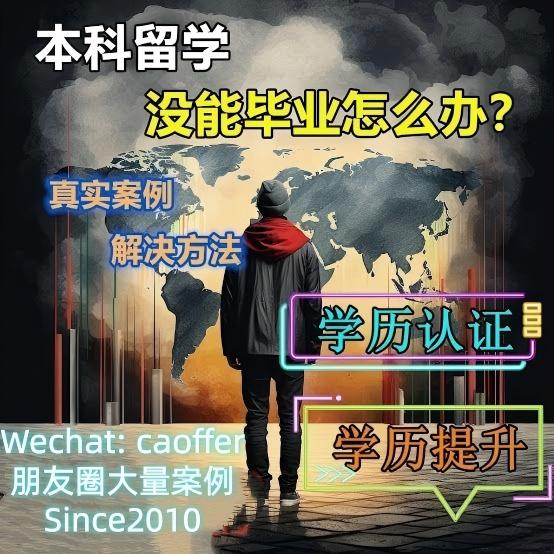 本科留学
没能毕业怎么办?
真实案例
解决方法
学历认证
学历提升
Wechat: caoffer
朋友圈大量案例
Since2010